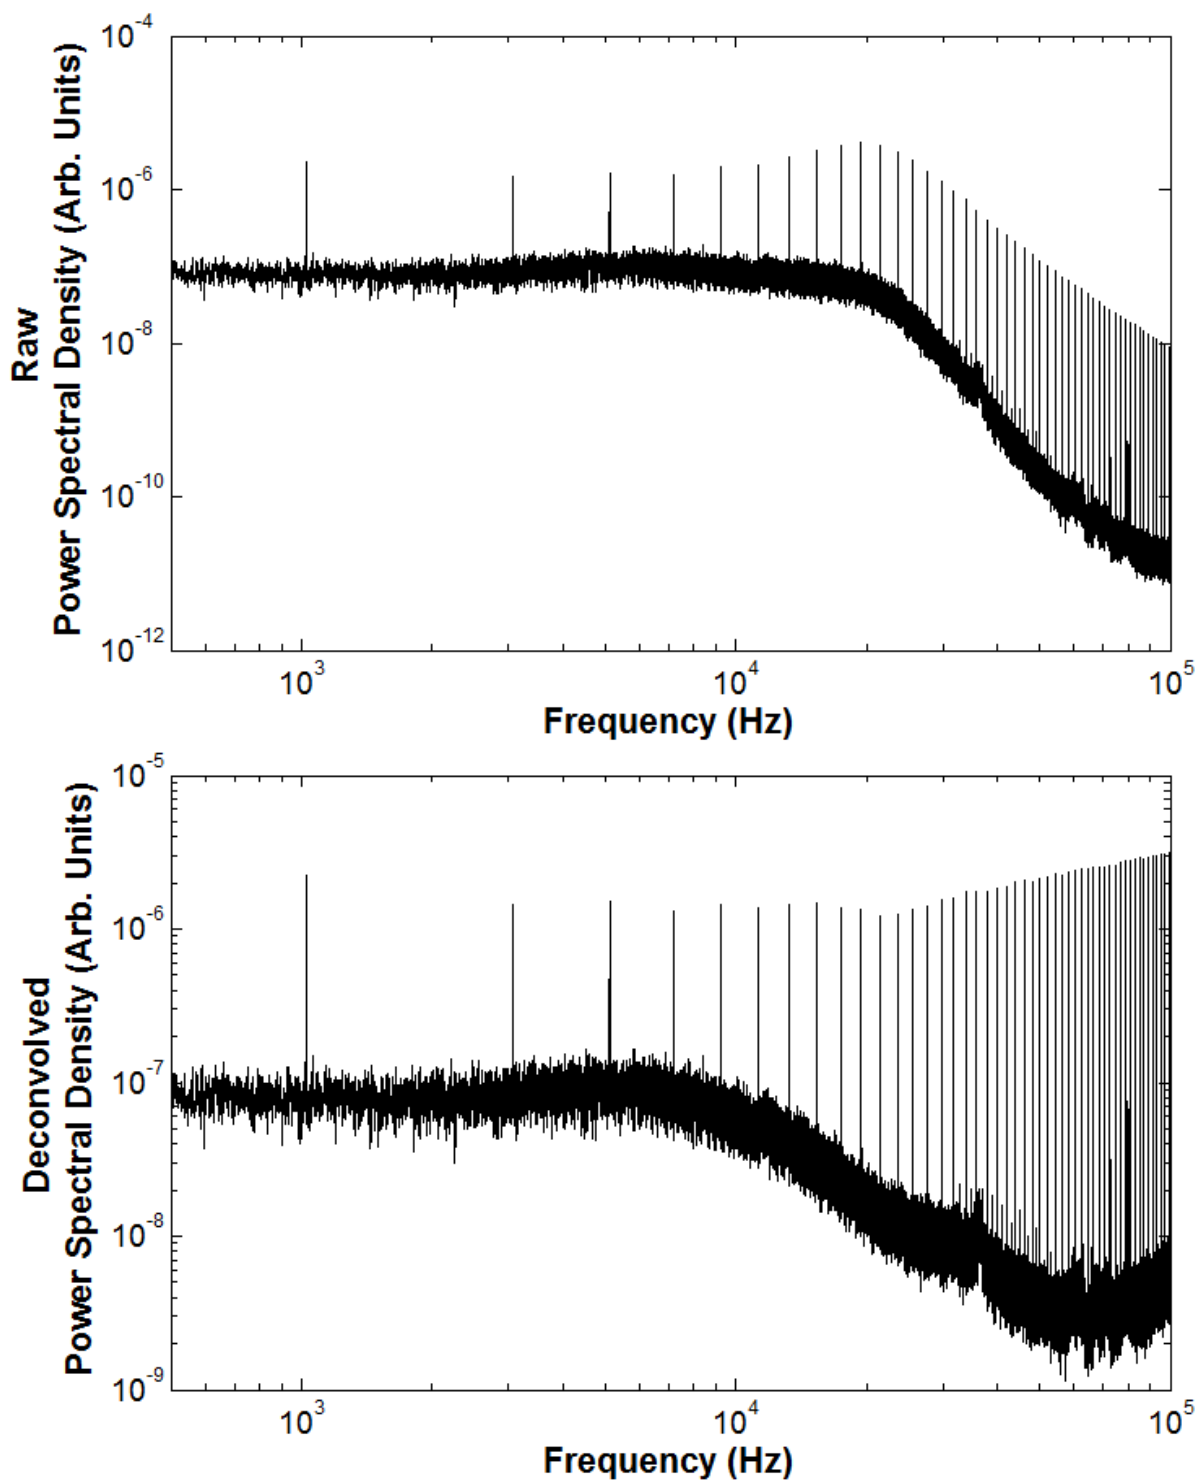 Raw
Power Spectral Density (Arb. Units)
10⁻⁴
10⁻⁶
10⁻⁸
10⁻¹⁰
10⁻¹²
10³
10⁴
10⁵
Frequency (Hz)
Deconvolved
Power Spectral Density (Arb. Units)
10⁻⁵
10⁻⁶
10⁻⁷
10⁻⁸
10⁻⁹
10³
10⁴
10⁵
Frequency (Hz)